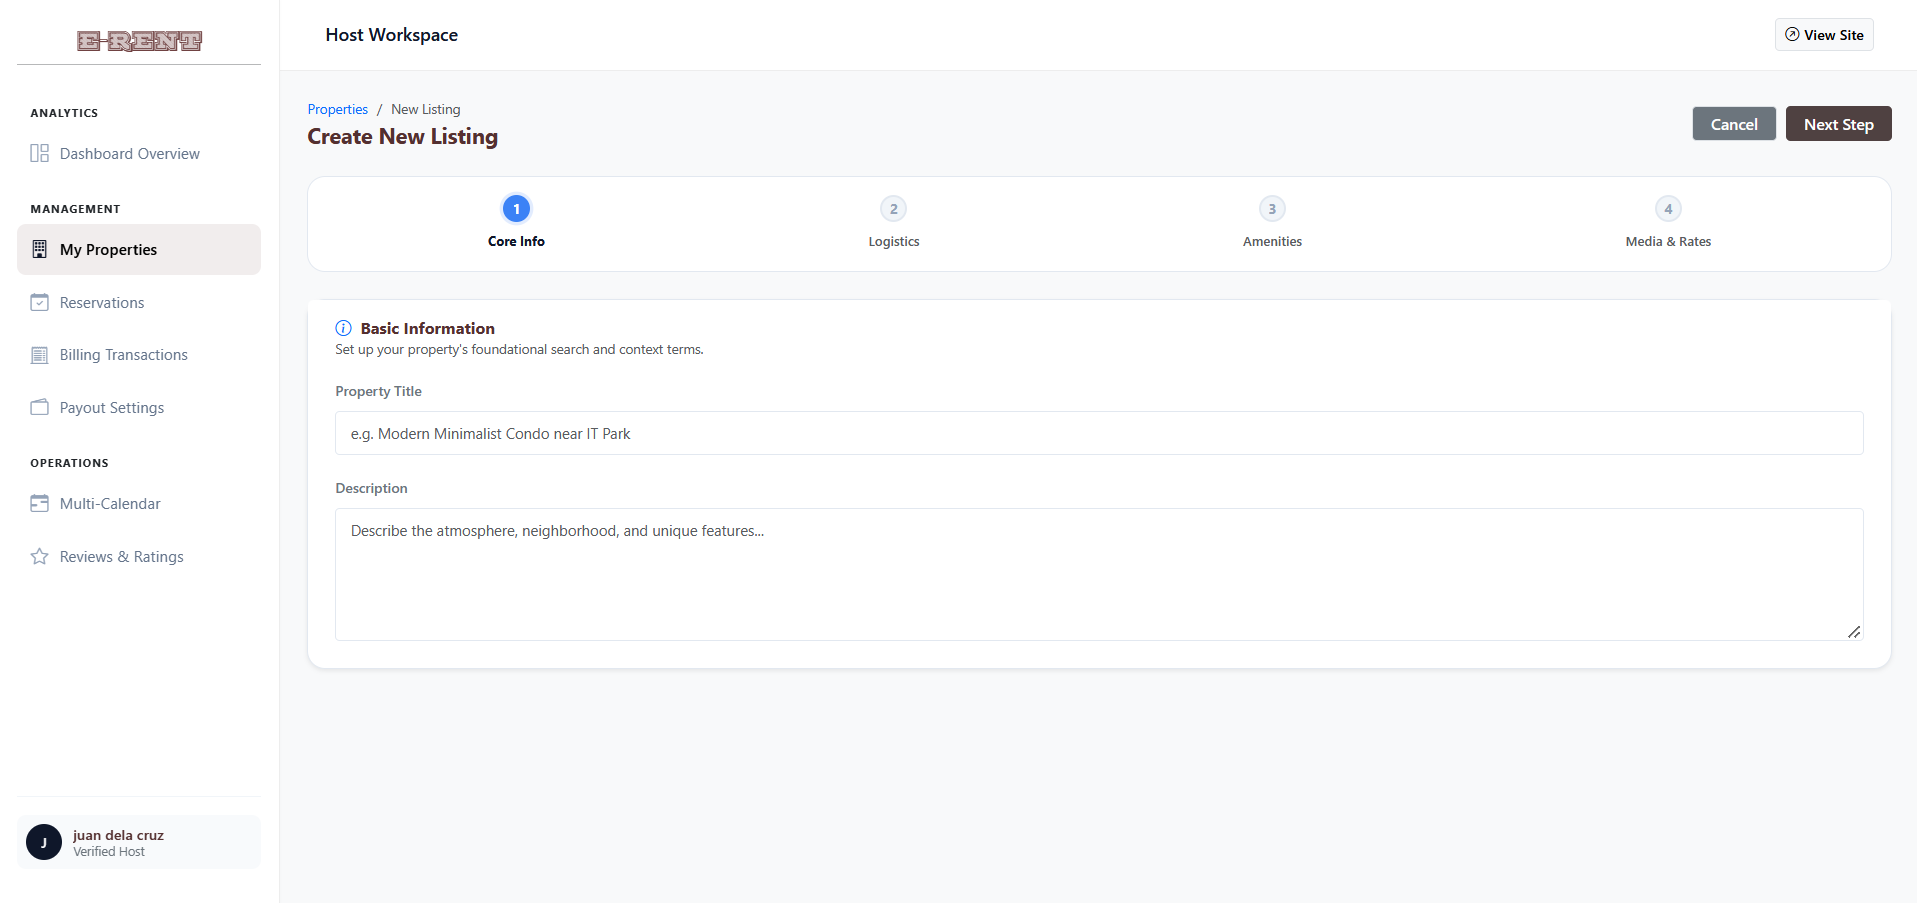 E-RENT
ANALYTICS
Dashboard Overview
MANAGEMENT
My Properties
Reservations
Billing Transactions
Payout Settings
OPERATIONS
Multi-Calendar
Reviews & Ratings
J
juan dela cruz
Verified Host
Host Workspace
View Site
Properties / New Listing
Create New Listing
Cancel
Next Step
1
Core Info
2
Logistics
3
Amenities
4
Media & Rates
Basic Information
Set up your property's foundational search and context terms.
Property Title
e.g. Modern Minimalist Condo near IT Park
Description
Describe the atmosphere, neighborhood, and unique features...